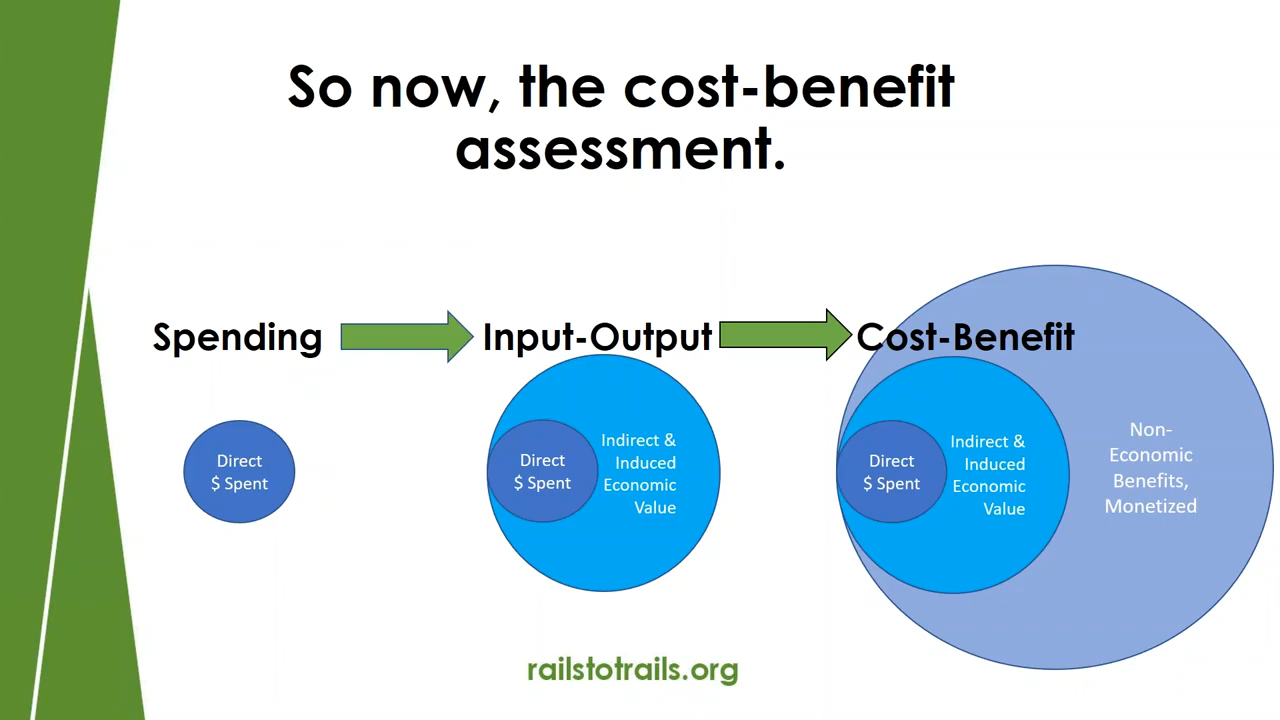 So now, the cost-benefit
assessment.
Spending
Input-Output
Cost-Benefit
Direct
$ Spent
Direct
$ Spent
Indirect &
Induced
Economic
Value
Direct
$ Spent
Indirect &
Induced
Economic
Value
Non-
Economic
Benefits,
Monetized
railstotrails.org